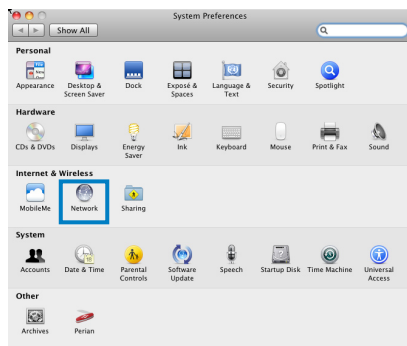 System Preferences
Show All
Personal
Appearance
Desktop &
Screen Saver
Dock
Exposé &
Spaces
Language &
Text
Security
Spotlight
Hardware
CDs & DVDs
Displays
Energy
Saver
Ink
Keyboard
Mouse
Print & Fax
Sound
Internet & Wireless
MobileMe
Network
Sharing
System
Accounts
Date & Time
Parental
Controls
Software
Update
Speech
Startup Disk
Time Machine
Universal
Access
Other
Archives
Perian